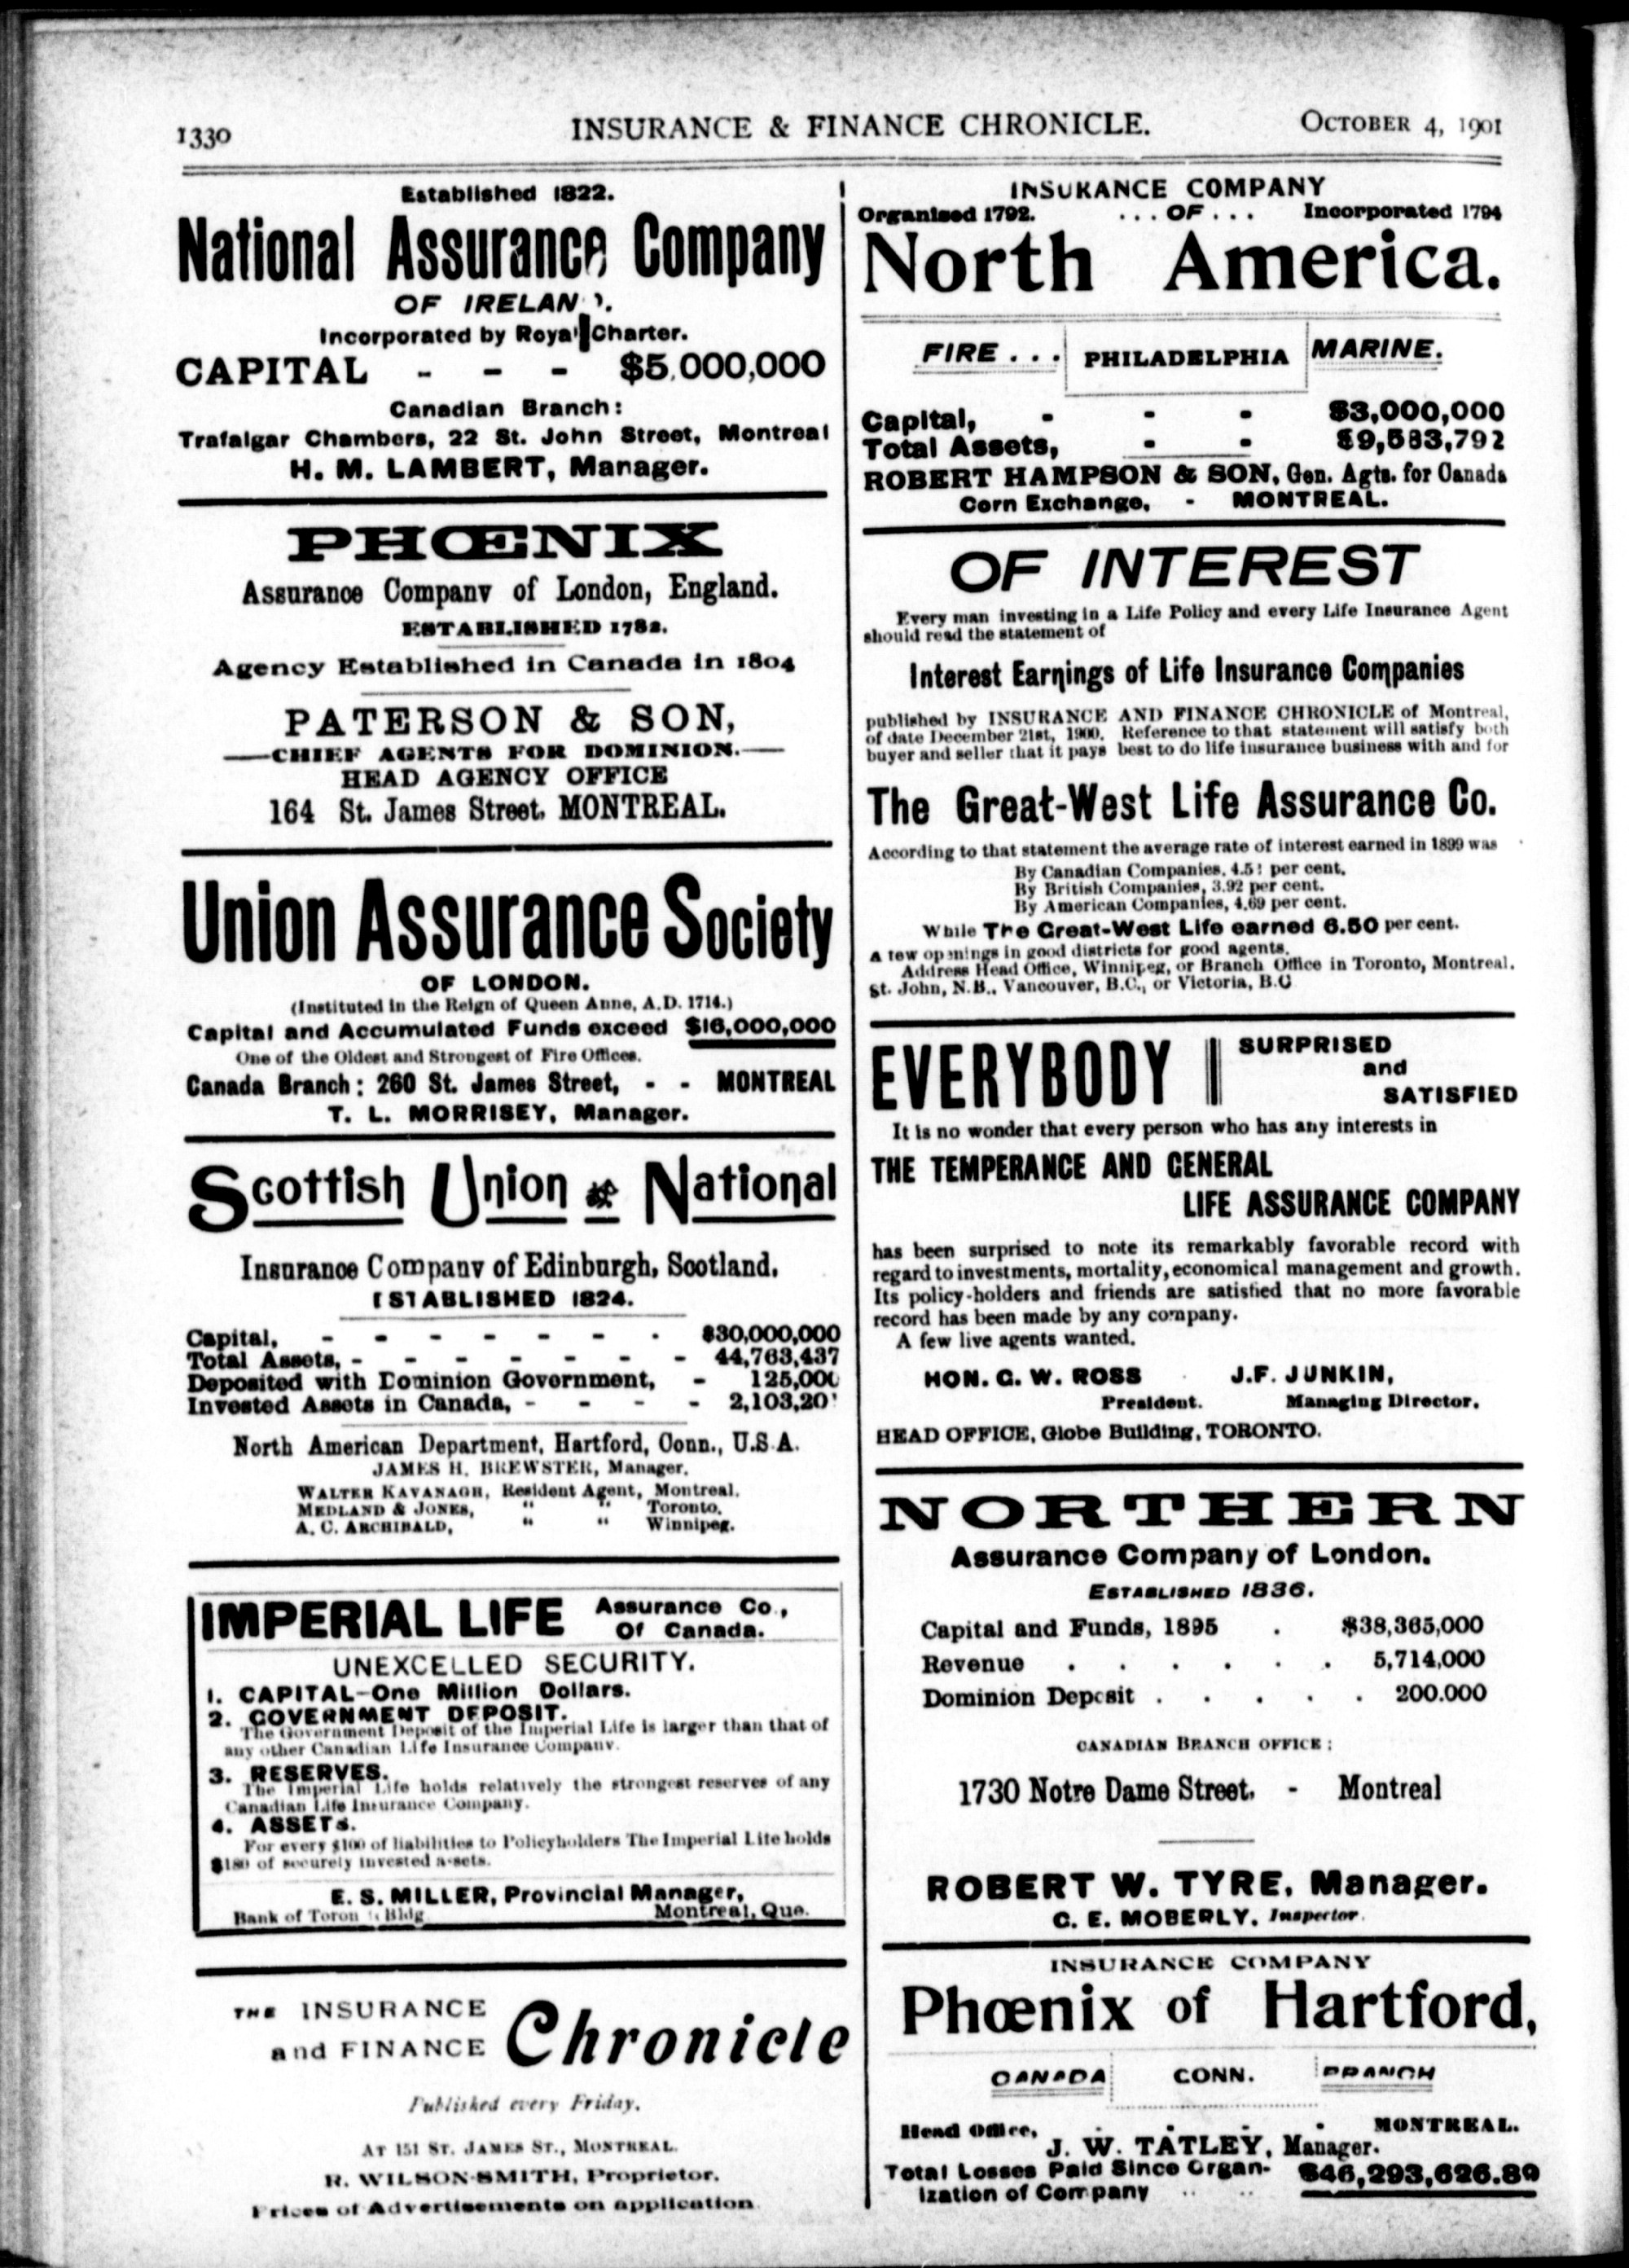 1330
INSURANCE & FINANCE CHRONICLE.
OCTOBER 4, 1901
Established 1822.
National Assurance Company
OF IRELAND.
Incorporated by Royal Charter.
CAPITAL - - - $5,000,000
Canadian Branch:
Trafalgar Chambers, 22 St. John Street, Montreal
H. M. LAMBERT, Manager.
PHŒNIX
Assurance Company of London, England.
ESTABLISHED 1782.
Agency Established in Canada in 1804
PATERSON & SON,
—CHIEF AGENTS FOR DOMINION.—
HEAD AGENCY OFFICE
164 St. James Street, MONTREAL.
Union Assurance Society
OF LONDON.
(Instituted in the Reign of Queen Anne, A.D. 1714.)
Capital and Accumulated Funds exceed $16,000,000
One of the Oldest and Strongest of Fire Offices.
Canada Branch: 260 St. James Street, - - MONTREAL
T. L. MORRISEY, Manager.
Scottish Union & National
Insurance Company of Edinburgh, Scotland.
ESTABLISHED 1824.
Capital, - - - - - - - $30,000,000
Total Assets, - - - - - - - 44,763,437
Deposited with Dominion Government, - 125,000
Invested Assets in Canada, - - - - 2,103,20
North American Department, Hartford, Conn., U.S.A.
JAMES H. BREWSTER, Manager.
WALTER KAVANAGH, Resident Agent, Montreal.
MEDLAND & JONES, " " Toronto.
A. C. ARCHIBALD, " " Winnipeg.
IMPERIAL LIFE Assurance Co.,
Of Canada.
UNEXCELLED SECURITY.
1. CAPITAL-One Million Dollars.
2. GOVERNMENT DEPOSIT.
The Government Deposit of the Imperial Life is larger than that of
any other Canadian Life Insurance Company.
3. RESERVES.
The Imperial Life holds relatively the strongest reserves of any
Canadian Life Insurance Company.
4. ASSETS.
For every $100 of liabilities to Policyholders The Imperial Life holds
of securely invested assets.
E. S. MILLER, Provincial Manager,
Bank of Toronto Bldg Montreal, Que.
THE INSURANCE
and FINANCE Chronicle
Published every Friday.
AT 151 ST. JAMES ST., MONTREAL.
R. WILSON-SMITH, Proprietor.
Prices of Advertisements on application
INSURANCE COMPANY
Organised 1792. ... OF ... Incorporated 1794
North America.
FIRE ... PHILADELPHIA MARINE.
Capital, - - - $3,000,000
Total Assets, - - $9,583,792
ROBERT HAMPSON & SON, Gen. Agts. for Canada
Corn Exchange, - MONTREAL.
OF INTEREST
Every man investing in a Life Policy and every Life Insurance Agent
should read the statement of
Interest Earnings of Life Insurance Companies
published by INSURANCE AND FINANCE CHRONICLE of Montreal,
of date December 21st, 1900. Reference to that statement will satisfy both
buyer and seller that it pays best to do life insurance business with and for
The Great-West Life Assurance Co.
According to that statement the average rate of interest earned in 1899 was
By Canadian Companies, 4.5 per cent.
By British Companies, 3.92 per cent.
By American Companies, 4.69 per cent.
While The Great-West Life earned 6.50 per cent.
A few openings in good districts for good agents.
Address Head Office, Winnipeg, or Branch Office in Toronto, Montreal.
St. John, N.B., Vancouver, B.C., or Victoria, B.C
EVERYBODY || SURPRISED
and
SATISFIED
It is no wonder that every person who has any interests in
THE TEMPERANCE AND GENERAL
LIFE ASSURANCE COMPANY
has been surprised to note its remarkably favorable record with
regard to investments, mortality, economical management and growth.
Its policy-holders and friends are satisfied that no more favorable
record has been made by any company.
A few live agents wanted.
HON. G. W. ROSS J.F. JUNKIN,
President. Managing Director.
HEAD OFFICE, Globe Building, TORONTO.
NORTHERN
Assurance Company of London.
ESTABLISHED 1836.
Capital and Funds, 1895 . $38,365,000
Revenue . . . . . . 5,714,000
Dominion Deposit . . . . . 200.000
CANADIAN BRANCH OFFICE:
1730 Notre Dame Street, - Montreal
ROBERT W. TYRE, Manager.
C. E. MOBERLY, Inspector.
INSURANCE COMPANY
Phœnix of Hartford,
CANADA CONN. BRANCH
Head Office, - - - - MONTREAL.
J. W. TATLEY, Manager.
Total Losses Paid Since Organ- $46,293,626.89
ization of Company